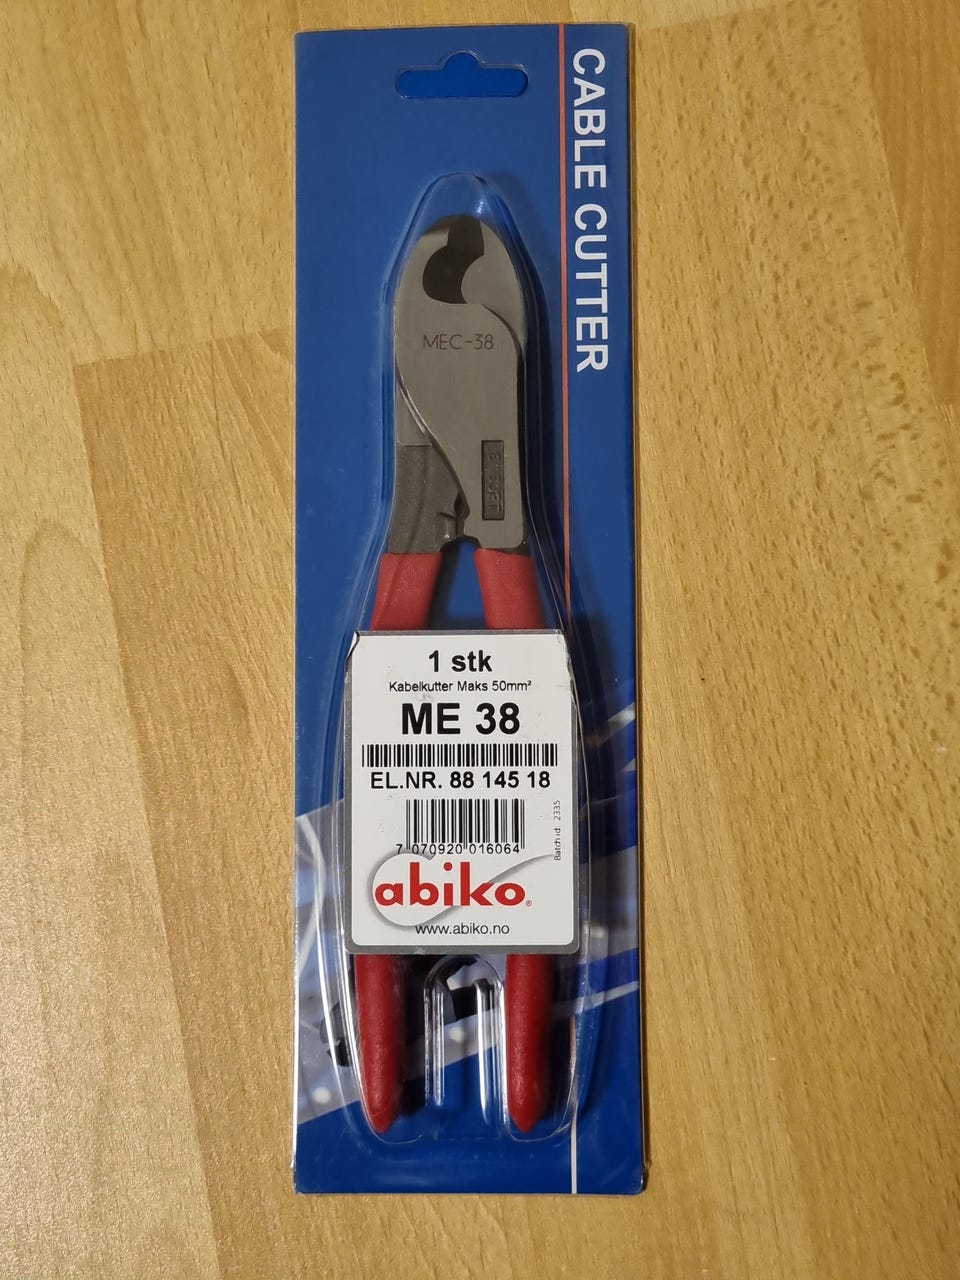 CABLE CUTTER
MEC-38
1 stk
Kabelkutter Maks 50mm²
ME 38
EL.NR. 88 145 18
7 070920 016064
Batch id: 2335
abiko®
www.abiko.no